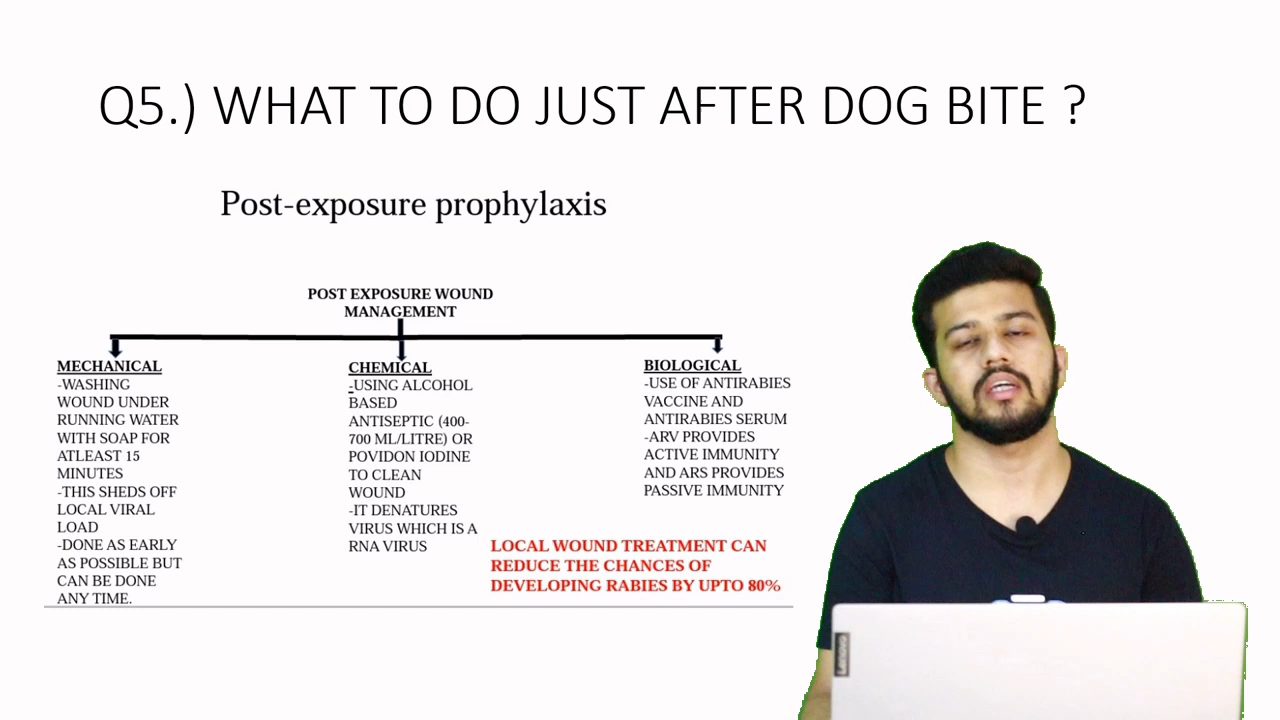 Q5.) WHAT TO DO JUST AFTER DOG BITE ?
Post-exposure prophylaxis
POST EXPOSURE WOUND
MANAGEMENT
MECHANICAL
-WASHING
WOUND UNDER
RUNNING WATER
WITH SOAP FOR
ATLEAST 15
MINUTES
-THIS SHEDS OFF
LOCAL VIRAL
LOAD
-DONE AS EARLY
AS POSSIBLE BUT
CAN BE DONE
ANY TIME.
CHEMICAL
-USING ALCOHOL
BASED
ANTISEPTIC (400-
700 ML/LITRE) OR
POVIDON IODINE
TO CLEAN
WOUND
-IT DENATURES
VIRUS WHICH IS A
RNA VIRUS
BIOLOGICAL
-USE OF ANTIRABIES
VACCINE AND
ANTIRABIES SERUM
-ARV PROVIDES
ACTIVE IMMUNITY
AND ARS PROVIDES
PASSIVE IMMUNITY
LOCAL WOUND TREATMENT CAN
REDUCE THE CHANCES OF
DEVELOPING RABIES BY UPTO 80%
Lenovo